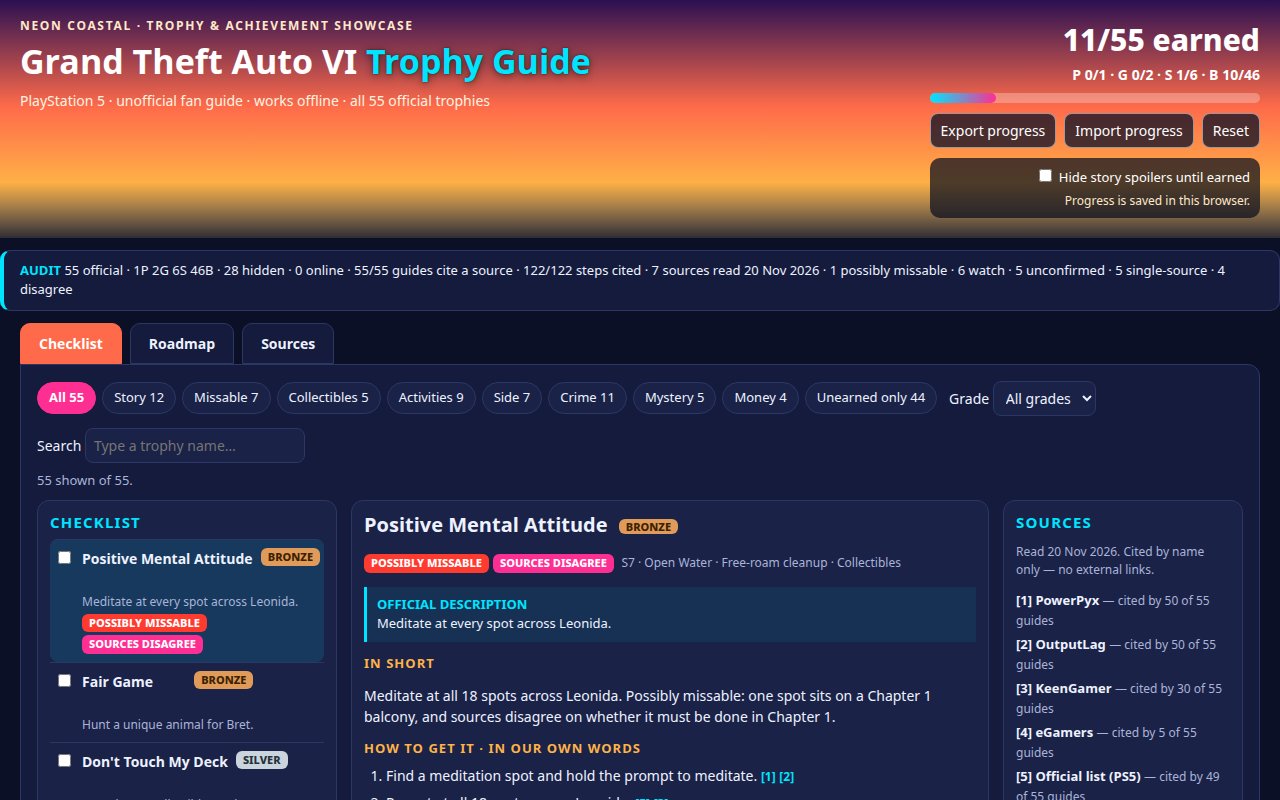 NEON COASTAL · TROPHY & ACHIEVEMENT SHOWCASE
Grand Theft Auto VI Trophy Guide
PlayStation 5 · unofficial fan guide · works offline · all 55 official trophies
11/55 earned
P 0/1 · G 0/2 · S 1/6 · B 10/46
Export progress Import progress Reset
Hide story spoilers until earned
Progress is saved in this browser.
AUDIT 55 official · 1P 2G 6S 46B · 28 hidden · 0 online · 55/55 guides cite a source · 122/122 steps cited · 7 sources read 20 Nov 2026 · 1 possibly missable · 6 watch · 5 unconfirmed · 5 single-source · 4
disagree
Checklist Roadmap Sources
All 55 Story 12 Missable 7 Collectibles 5 Activities 9 Side 7 Crime 11 Mystery 5 Money 4 Unearned only 44 Grade All grades
Search Type a trophy name...
55 shown of 55.
CHECKLIST
Positive Mental Attitude BRONZE
Meditate at every spot across Leonida.
POSSIBLY MISSABLE
SOURCES DISAGREE
Fair Game BRONZE
Hunt a unique animal for Bret.
Don't Touch My Deck SILVER
Positive Mental Attitude BRONZE
POSSIBLY MISSABLE SOURCES DISAGREE S7 · Open Water · Free-roam cleanup · Collectibles
OFFICIAL DESCRIPTION
Meditate at every spot across Leonida.
IN SHORT
Meditate at all 18 spots across Leonida. Possibly missable: one spot sits on a Chapter 1
balcony, and sources disagree on whether it must be done in Chapter 1.
HOW TO GET IT · IN OUR OWN WORDS
1. Find a meditation spot and hold the prompt to meditate. [1] [2]
SOURCES
Read 20 Nov 2026. Cited by name
only — no external links.
[1] PowerPyx — cited by 50 of 55
guides
[2] OutputLag — cited by 50 of 55
guides
[3] KeenGamer — cited by 30 of 55
guides
[4] eGamers — cited by 5 of 55
guides
[5] Official list (PS5) — cited by 49
of 55 guides